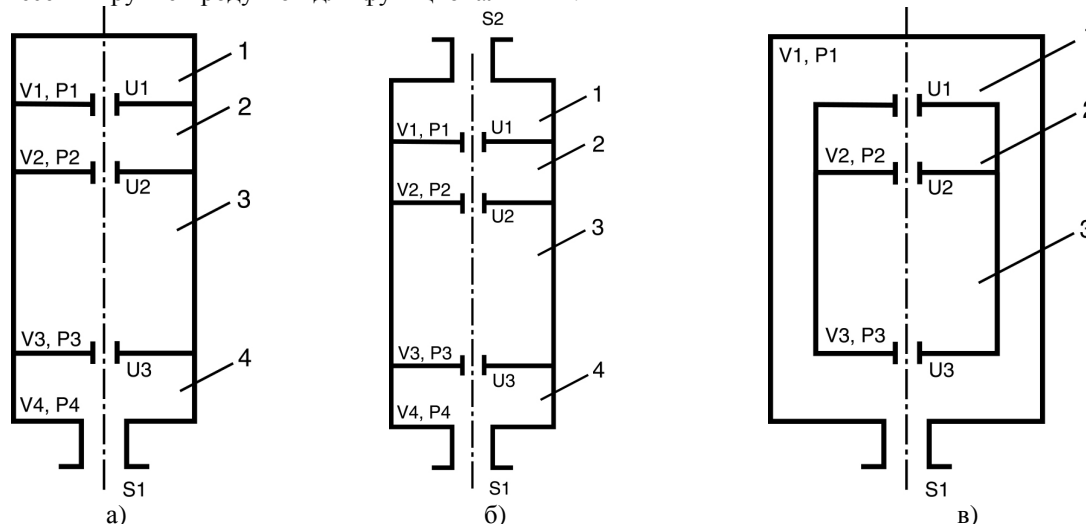 1
V1, P1
U1
2
V2, P2
U2
3
V3, P3
U3
4
V4, P4
S1
а)
S2
1
V1, P1
U1
2
V2, P2
U2
3
V3, P3
U3
4
V4, P4
S1
б)
V1, P1
1
U1
2
V2, P2
U2
3
V3, P3
U3
S1
в)